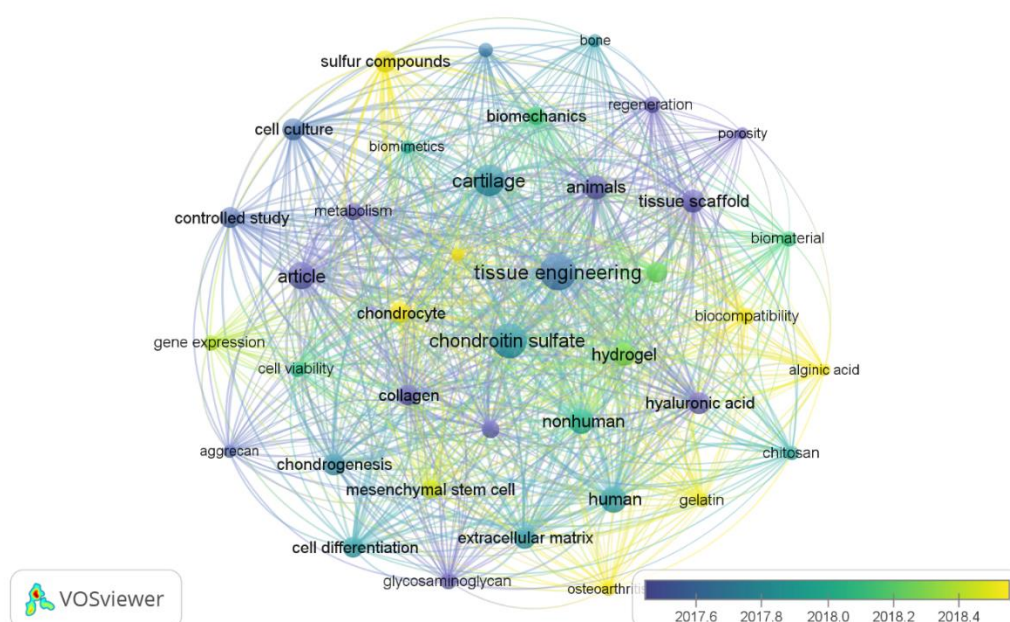 bone
sulfur compounds
regeneration
biomechanics
cell culture
porosity
biomimetics
cartilage
animals
tissue scaffold
metabolism
controlled study
biomaterial
tissue engineering
article
chondrocyte
biocompatibility
chondroitin sulfate
gene expression
hydrogel
cell viability
alginic acid
collagen
hyaluronic acid
nonhuman
aggrecan
chitosan
chondrogenesis
mesenchymal stem cell
human
gelatin
extracellular matrix
cell differentiation
glycosaminoglycan
osteoarthritis
VOSviewer
2017.6 2017.8 2018.0 2018.2 2018.4